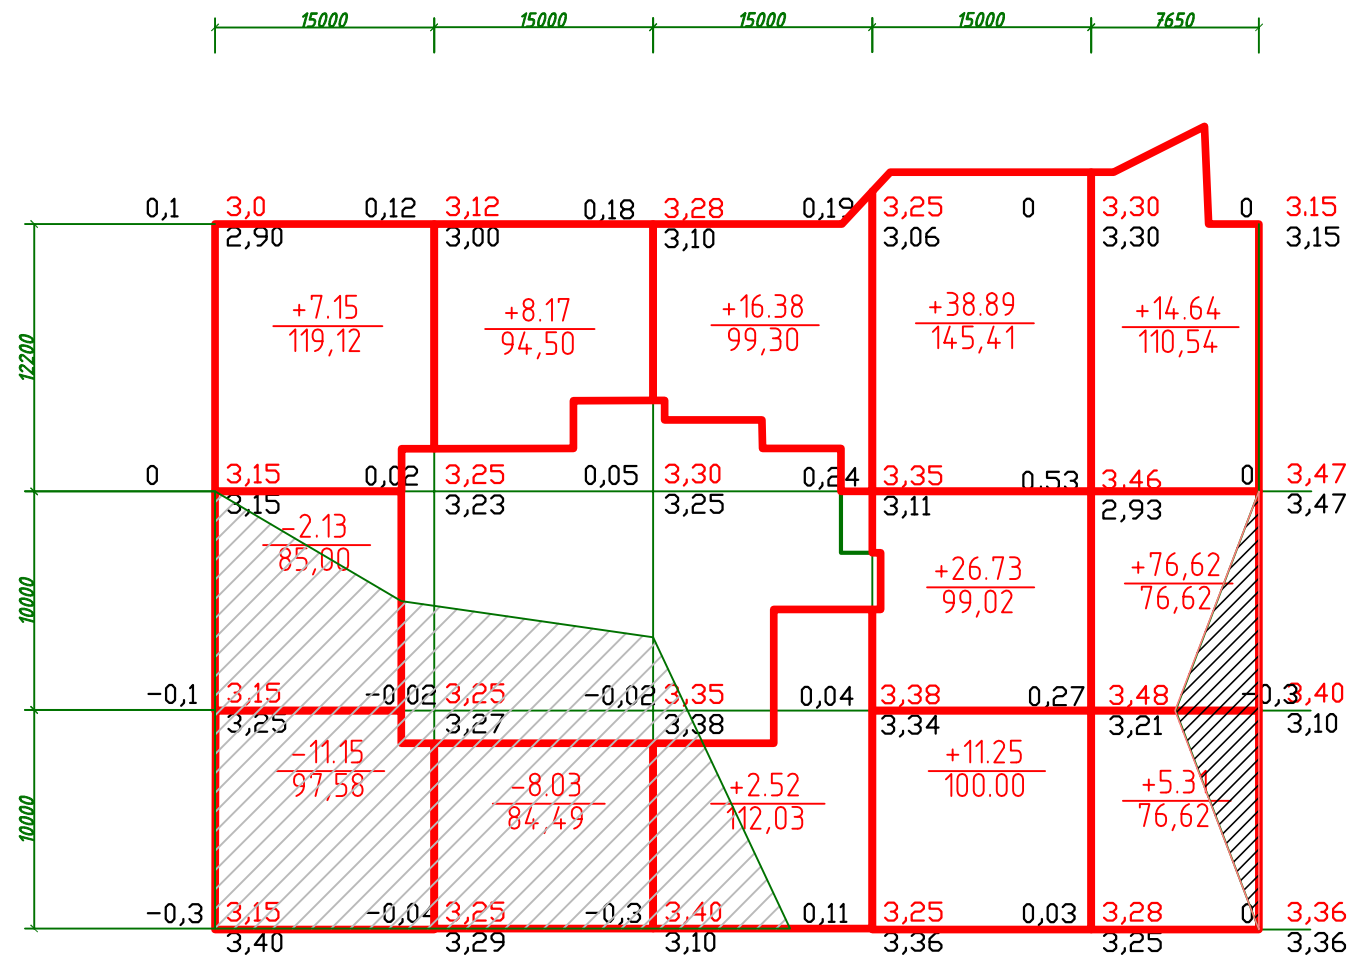 15000 15000 15000 15000 7650
0,1 3,0 0,12 3,12 0,18 3,28 0,19 3,25 0 3,30 0 3.15
2,90 3,00 3,10 3,06 3,30 3,15
+7.15 +8.17 +16.38 +38.89 +14.64
119,12 94,50 99,30 145,41 110,54
12200
0 3,15 0,02 3,25 0,05 3,30 0,24 3,35 0,53 3,46 0 3,47
3,15 3,23 3,25 3,11 2,93 3,47
−2.13 +26.73 +76,62
85,00 99,02 76,62
10000
−0,1 3,15 −0,02 3,25 −0,02 3,35 0,04 3,38 0,27 3,48 −0,3 3,40
3,25 3,27 3,38 3,34 3,21 3,10
−11.15 −8.03 +2.52 +11.25 +5.31
97,58 84,49 112,03 100.00 76,62
10000
−0,3 3,15 −0,04 3,25 −0,3 3,40 0,11 3,25 0,03 3,28 0 3,36
3,40 3,29 3,10 3,36 3,25 3,36